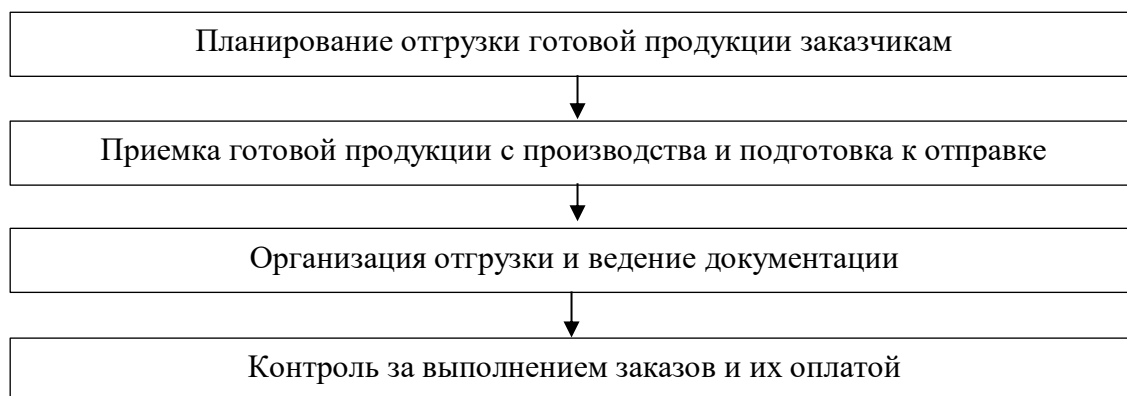 Планирование отгрузки готовой продукции заказчикам
Приемка готовой продукции с производства и подготовка к отправке
Организация отгрузки и ведение документации
Контроль за выполнением заказов и их оплатой